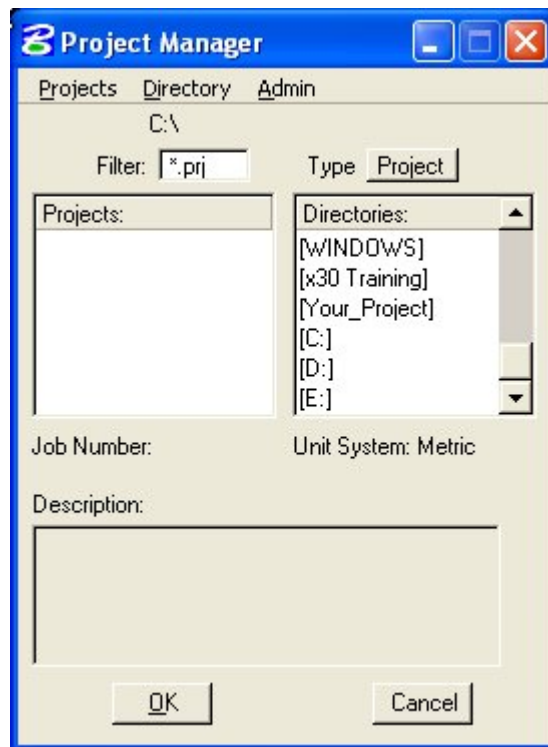 Project Manager
Projects Directory Admin
C:\
Filter: *.prj Type Project
Projects: Directories:
[WINDOWS]
[x30 Training]
[Your_Project]
[C:]
[D:]
[E:]
Job Number: Unit System: Metric
Description:
OK Cancel